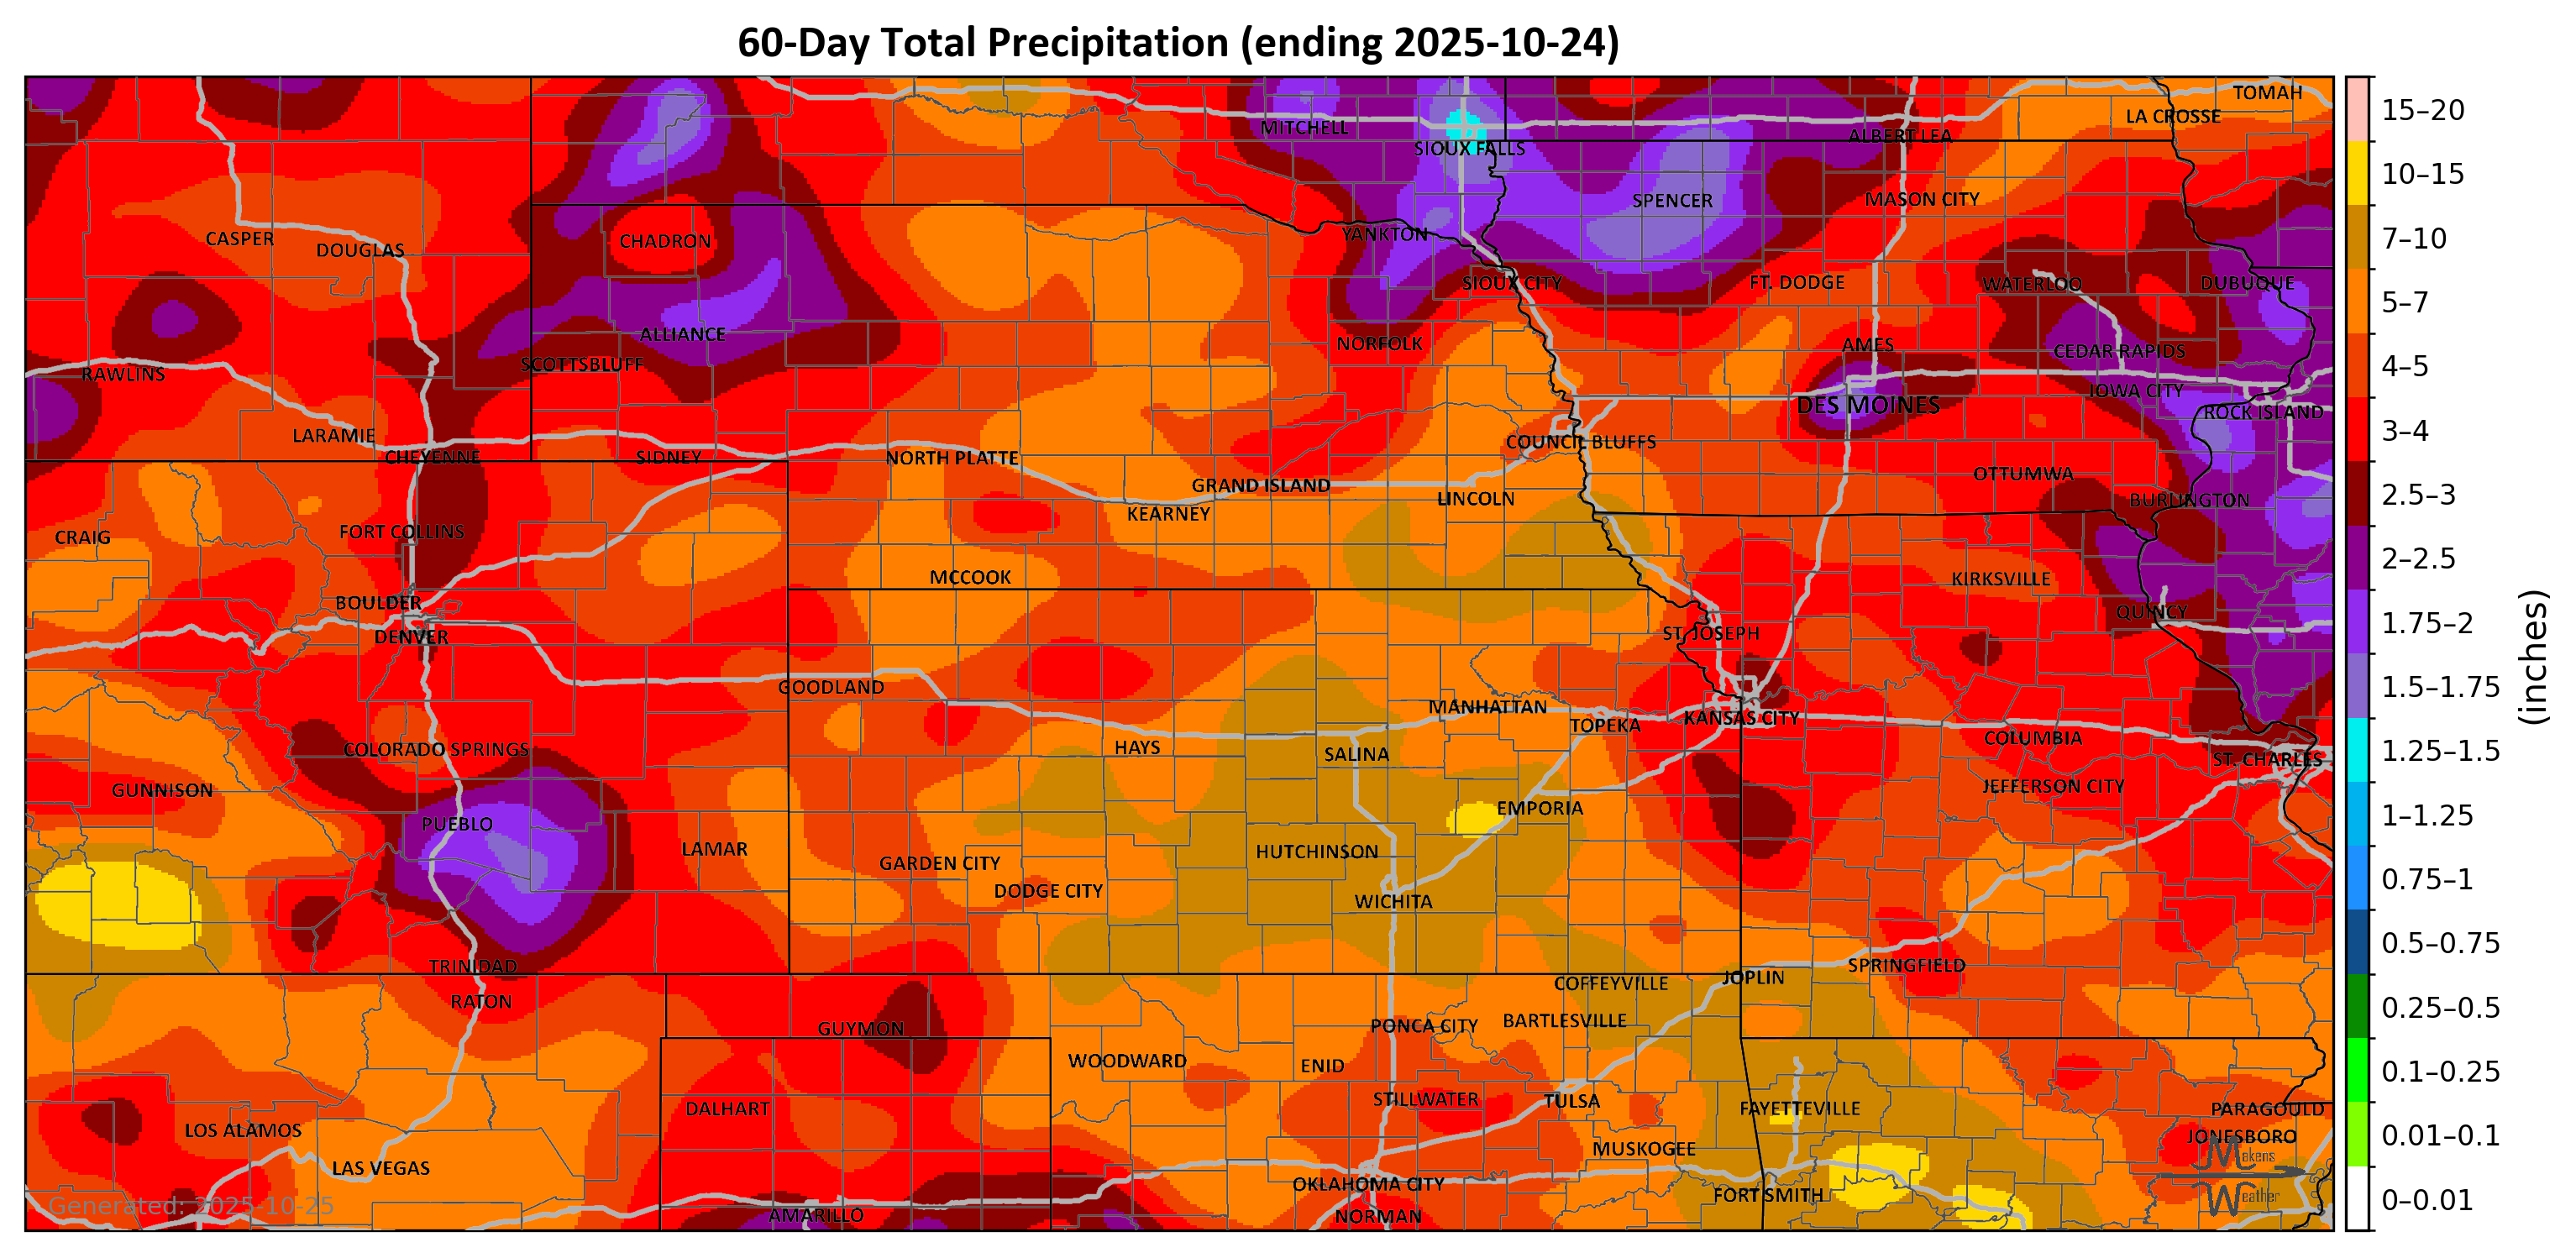 60-Day Total Precipitation (ending 2025-10-24)
TOMAH
LA CROSSE
MITCHELL
ALBERT LEA
SIOUX FALLS
SPENCER
MASON CITY
CASPER
DOUGLAS
CHADRON
YANKTON
SIOUX CITY
FT. DODGE
WATERLOO
DUBUQUE
ALLIANCE
NORFOLK
AMES
CEDAR RAPIDS
SCOTTSBLUFF
RAWLINS
IOWA CITY
DES MOINES
ROCK ISLAND
LARAMIE
COUNCIL BLUFFS
CHEYENNE
SIDNEY
NORTH PLATTE
OTTUMWA
GRAND ISLAND
LINCOLN
BURLINGTON
KEARNEY
CRAIG
FORT COLLINS
MCCOOK
KIRKSVILLE
BOULDER
QUINCY
DENVER
ST. JOSEPH
GOODLAND
MANHATTAN
KANSAS CITY
TOPEKA
COLUMBIA
COLORADO SPRINGS
HAYS
SALINA
ST. CHARLES
GUNNISON
JEFFERSON CITY
EMPORIA
PUEBLO
LAMAR
HUTCHINSON
GARDEN CITY
DODGE CITY
WICHITA
TRINIDAD
SPRINGFIELD
JOPLIN
COFFEYVILLE
RATON
GUYMON
PONCA CITY
BARTLESVILLE
WOODWARD
ENID
STILLWATER
TULSA
DALHART
FAYETTEVILLE
PARAGOULD
LOS ALAMOS
JONESBORO
MUSKOGEE
LAS VEGAS
OKLAHOMA CITY
FORT SMITH
AMARILLO
NORMAN
Generated: 2025-10-25
Makens
Weather
15–20
10–15
7–10
5–7
4–5
3–4
2.5–3
2–2.5
1.75–2
1.5–1.75
1.25–1.5
1–1.25
0.75–1
0.5–0.75
0.25–0.5
0.1–0.25
0.01–0.1
0–0.01
(inches)